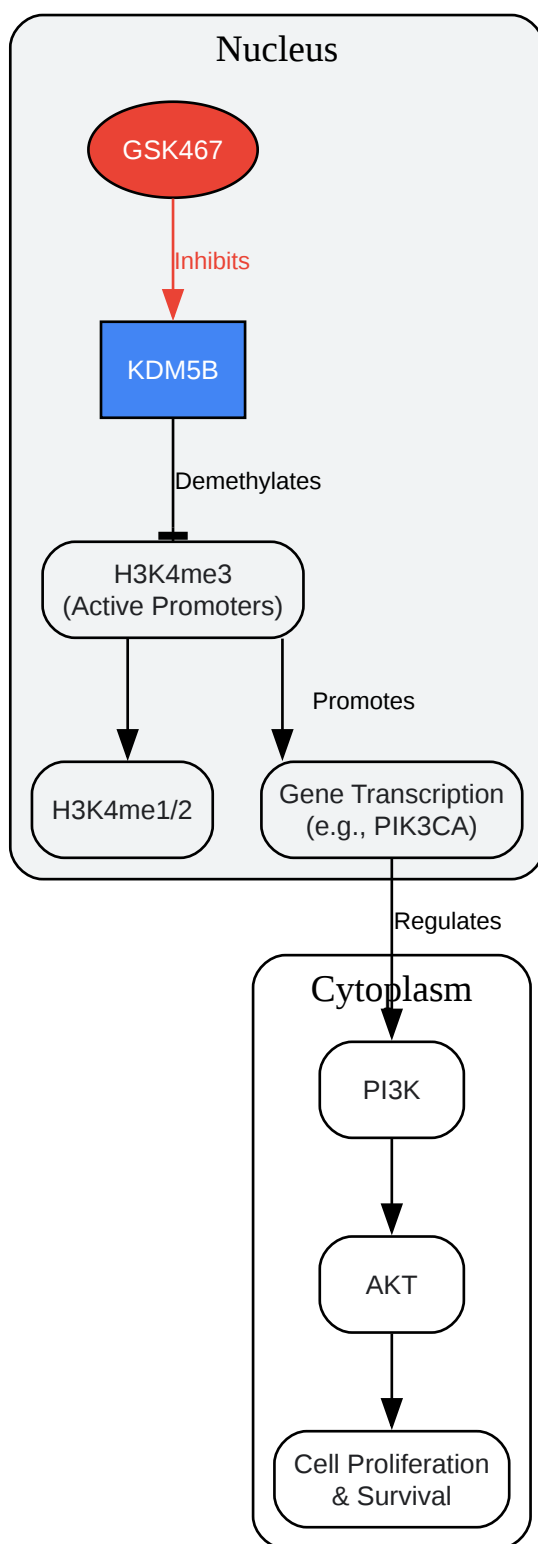 Nucleus
GSK467
Inhibits
KDM5B
Demethylates
H3K4me3
(Active Promoters)
Promotes
H3K4me1/2
Gene Transcription
(e.g., PIK3CA)
Regulates
Cytoplasm
PI3K
AKT
Cell Proliferation
& Survival